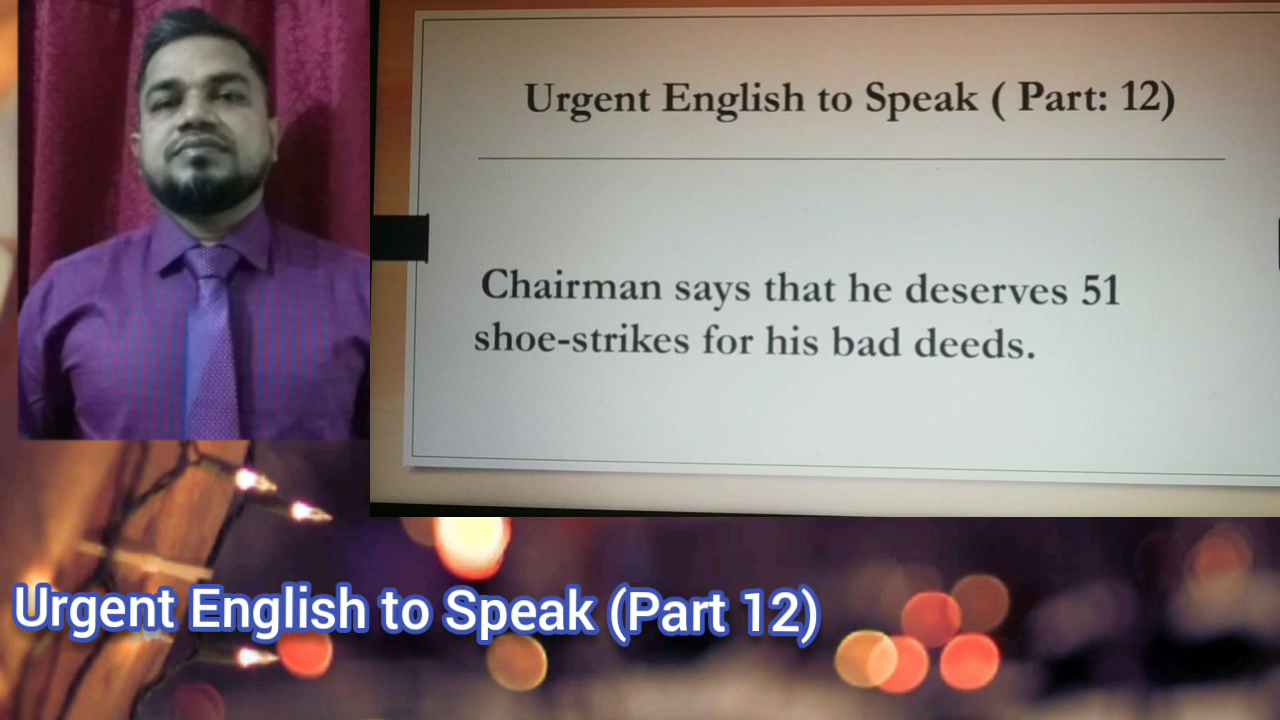 Urgent English to Speak ( Part: 12)
Chairman says that he deserves 51
shoe-strikes for his bad deeds.
Urgent English to Speak (Part 12)